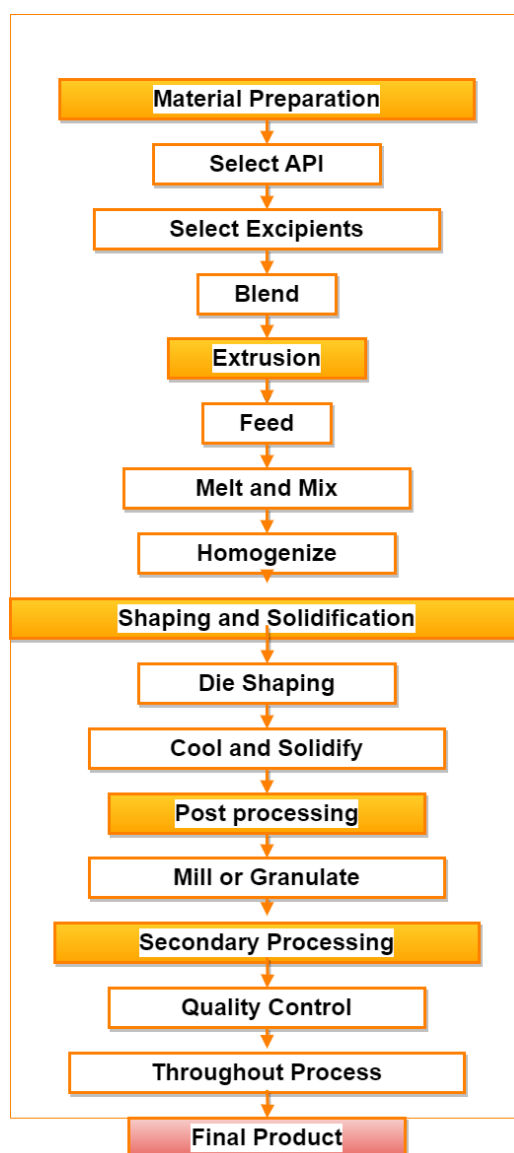 Material Preparation
Select API
Select Excipients
Blend
Extrusion
Feed
Melt and Mix
Homogenize
Shaping and Solidification
Die Shaping
Cool and Solidify
Post processing
Mill or Granulate
Secondary Processing
Quality Control
Throughout Process
Final Product